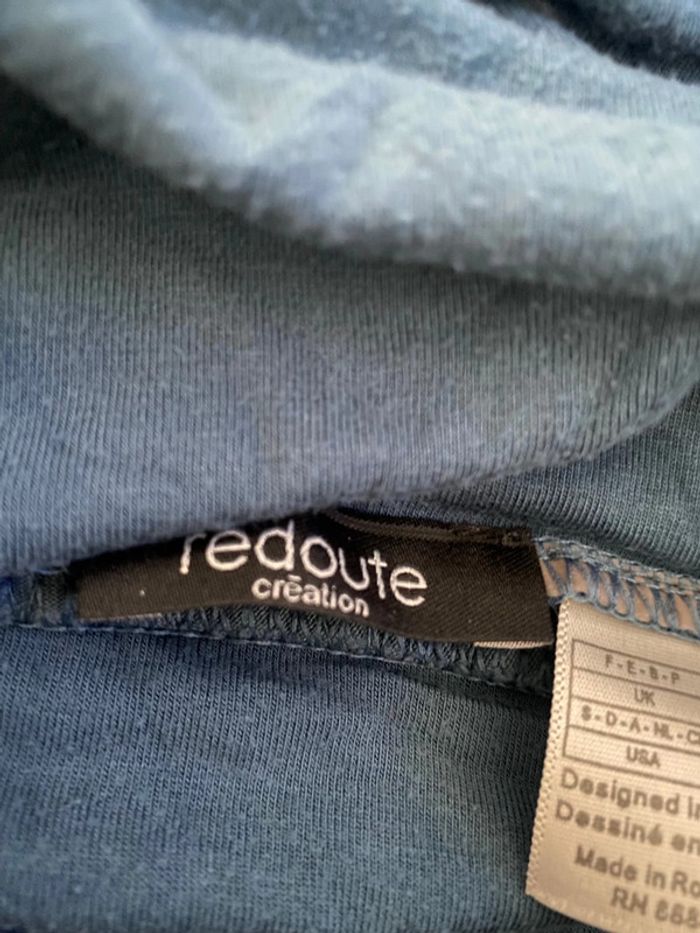 redoute
création
F - E - B - P
UK
S - D - A - NL - C
USA
Designed in
Dessiné en
Made in Ro
RN